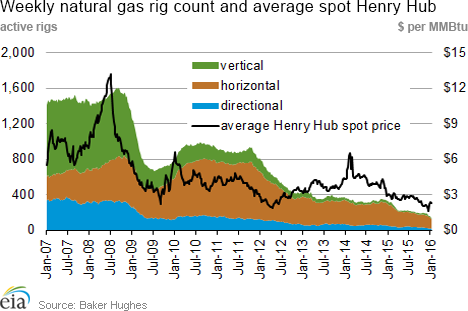 Weekly natural gas rig count and average spot Henry Hub
active rigs $ per MMBtu
2,000 $15
vertical
horizontal
directional
average Henry Hub spot price
1,600 $12
1,200 $9
800 $6
400 $3
0 $0
Jan-07 Jul-07 Jan-08 Jul-08 Jan-09 Jul-09 Jan-10 Jul-10 Jan-11 Jul-11 Jan-12 Jul-12 Jan-13 Jul-13 Jan-14 Jul-14 Jan-15 Jul-15 Jan-16
eia Source: Baker Hughes